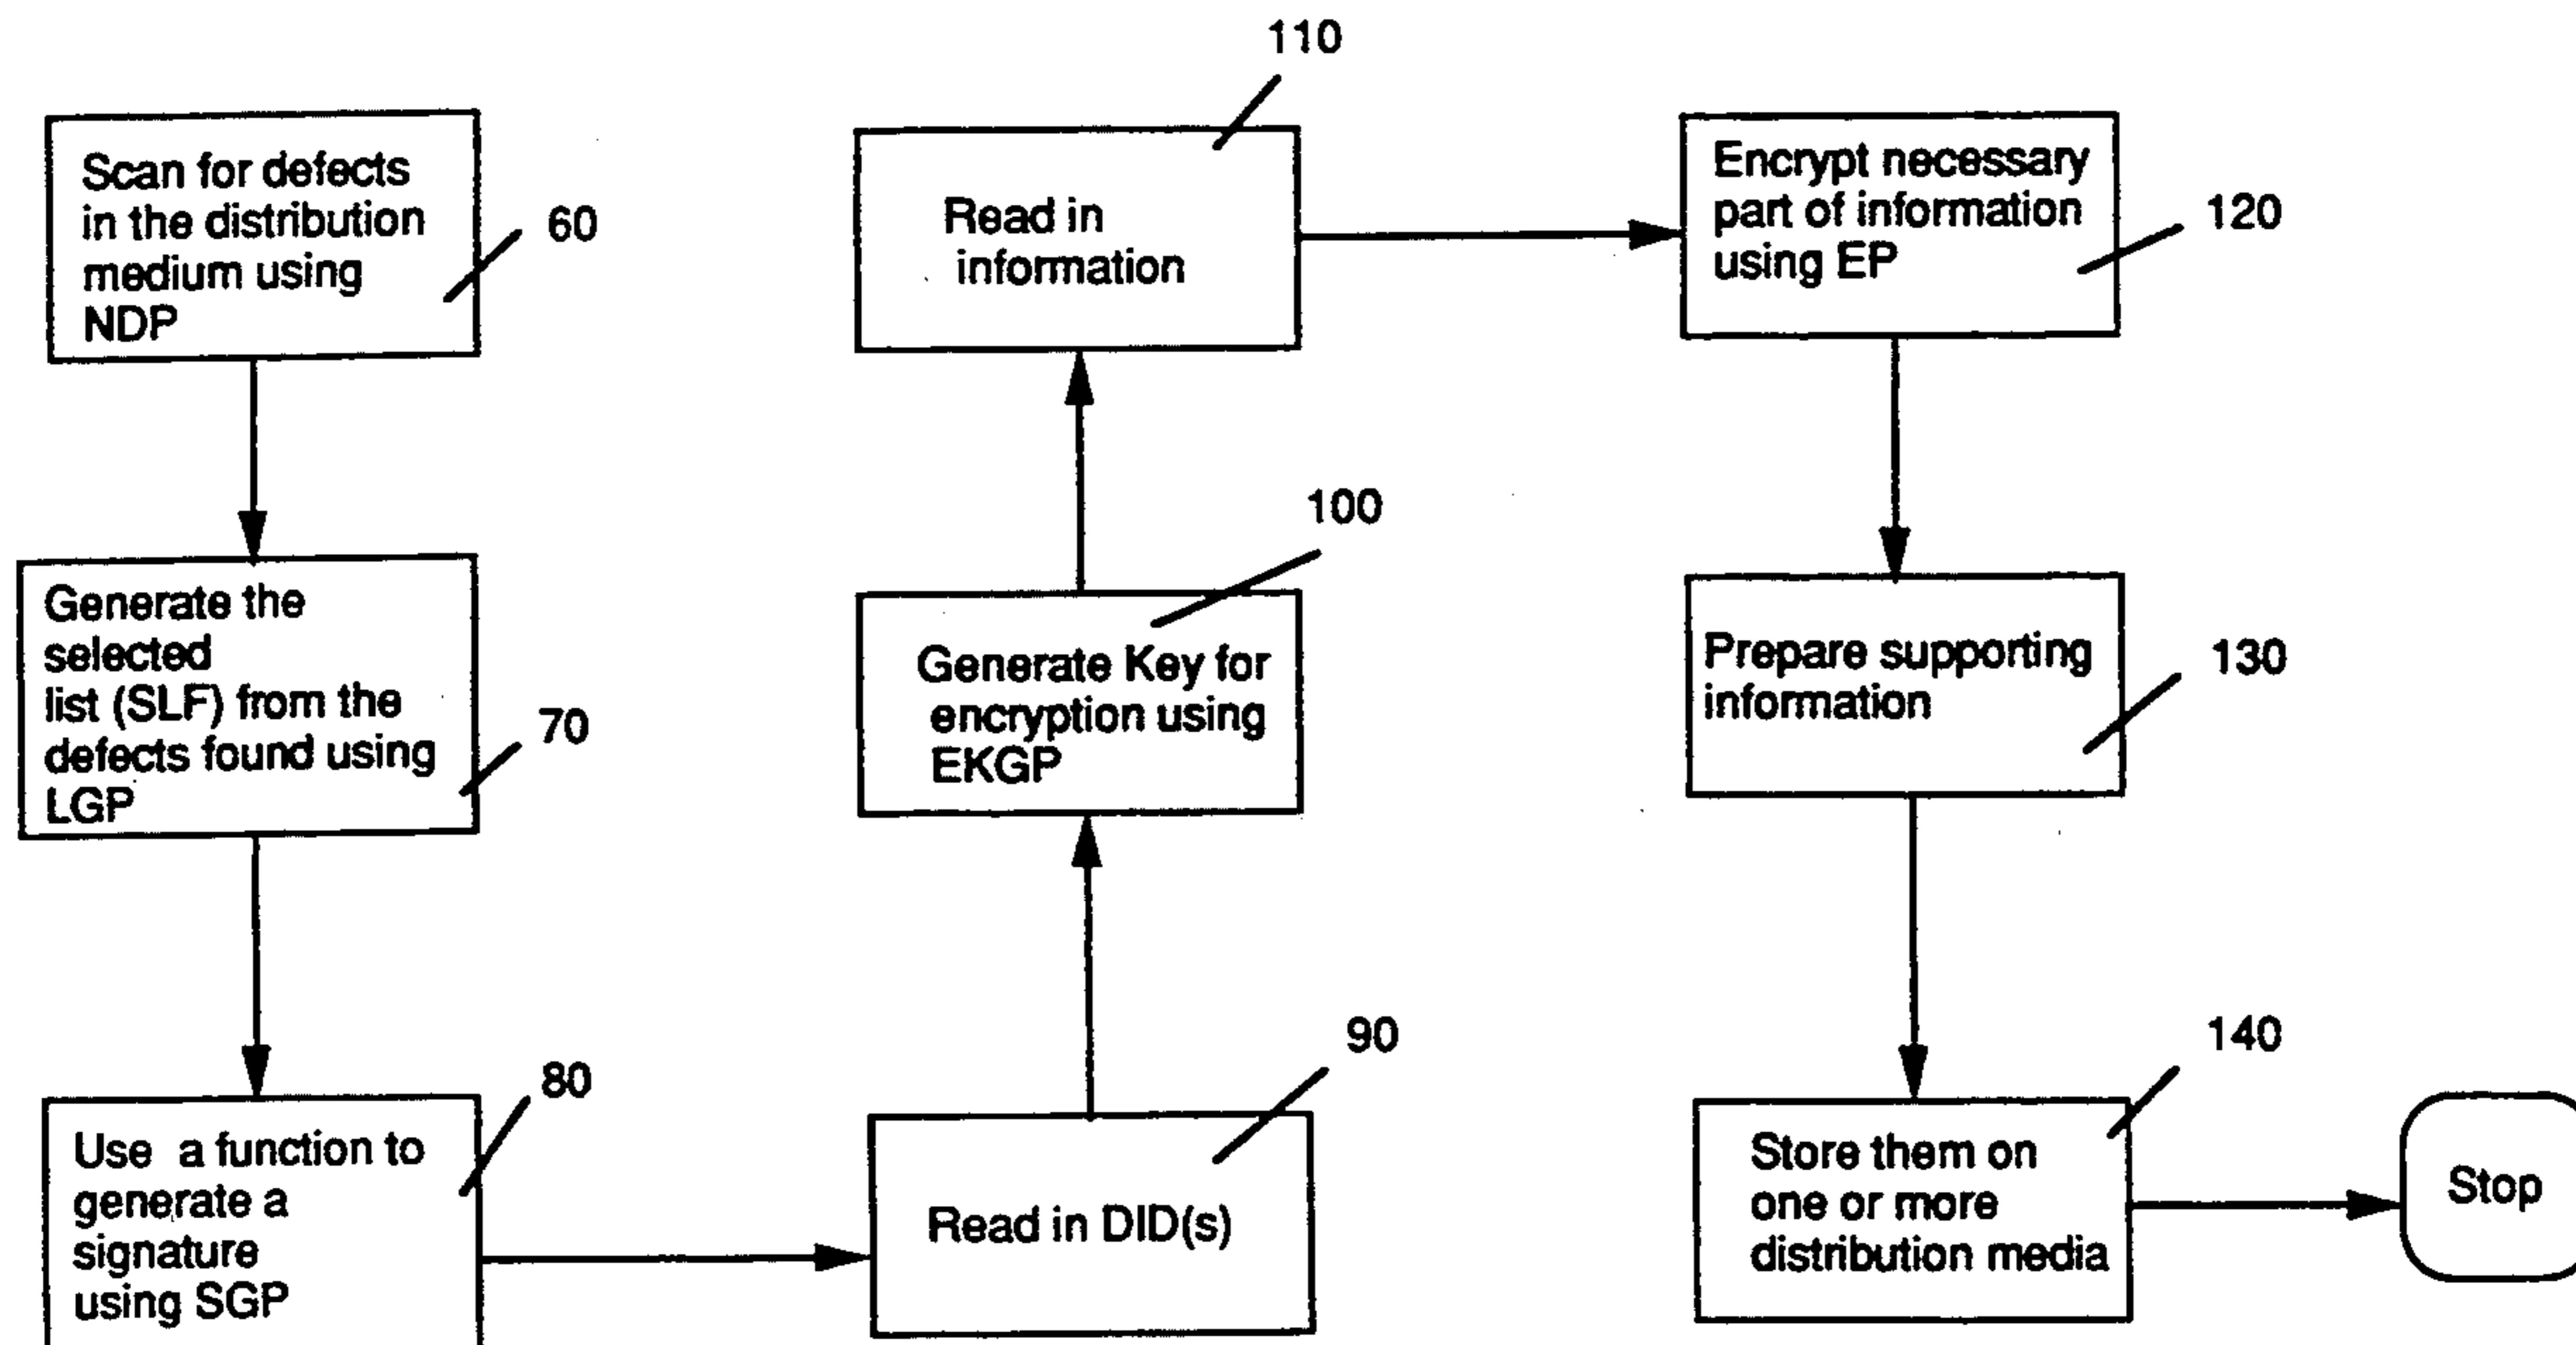 Scan for defects
in the distribution
medium using
NDP
60
Generate the
selected
list (SLF) from the
defects found using
LGP
70
Use a function to
generate a
signature
using SGP
80
Read in DID(s)
90
Generate Key for
encryption using
EKGP
100
Read in
information
110
Encrypt necessary
part of information
using EP
120
Prepare supporting
information
130
Store them on
one or more
distribution media
140
Stop